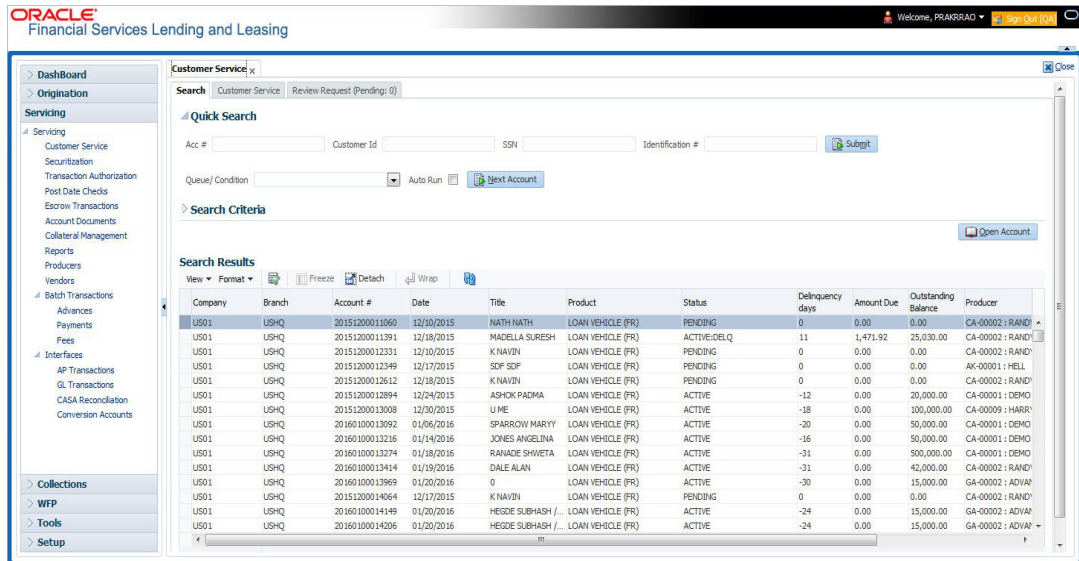 ORACLE®
Financial Services Lending and Leasing
Welcome, PRAKRRAO
Sign Out [QA]
Close
DashBoard
Origination
Servicing
Servicing
Customer Service
Securitization
Transaction Authorization
Post Date Checks
Escrow Transactions
Account Documents
Collateral Management
Reports
Producers
Vendors
Batch Transactions
Advances
Payments
Fees
Interfaces
AP Transactions
GL Transactions
CASA Reconciliation
Conversion Accounts
Collections
WFP
Tools
Setup
Customer Service x
Search Customer Service Review Request (Pending: 0)
Quick Search
Acc # Customer Id SSN Identification # Submit
Queue/ Condition Auto Run Next Account
Search Criteria
Open Account
Search Results
View Format Freeze Detach Wrap
Company Branch Account # Date Title Product Status Delinquency days Amount Due Outstanding Balance Producer
US01 USHQ 20151200011060 12/10/2015 NATH NATH LOAN VEHICLE (FR) PENDING 0 0.00 0.00 CA-00002 : RANDY
US01 USHQ 20151200011391 12/18/2015 MADELLA SURESH LOAN VEHICLE (FR) ACTIVE:DELQ 11 1,471.92 25,030.00 CA-00002 : RAND
US01 USHQ 20151200012331 12/10/2015 K NAVIN LOAN VEHICLE (FR) PENDING 0 0.00 0.00 CA-00002 : RAND
US01 USHQ 20151200012349 12/17/2015 SDF SDF LOAN VEHICLE (FR) PENDING 0 0.00 0.00 AK-00001 : HELL
US01 USHQ 20151200012612 12/18/2015 K NAVIN LOAN VEHICLE (FR) PENDING 0 0.00 0.00 CA-00002 : RAND
US01 USHQ 20151200012894 12/24/2015 ASHOK PADMA LOAN VEHICLE (FR) ACTIVE -12 0.00 20,000.00 CA-00001 : DEMO
US01 USHQ 20151200013008 12/30/2015 U ME LOAN VEHICLE (FR) ACTIVE -18 0.00 100,000.00 CA-00009 : HARR
US01 USHQ 20160100013092 01/06/2016 SPARROW MARYY LOAN VEHICLE (FR) ACTIVE -20 0.00 50,000.00 CA-00001 : DEMO
US01 USHQ 20160100013216 01/14/2016 JONES ANGELINA LOAN VEHICLE (FR) ACTIVE -16 0.00 50,000.00 CA-00001 : DEMO
US01 USHQ 20160100013274 01/18/2016 RANADE SHWETA LOAN VEHICLE (FR) ACTIVE -31 0.00 500,000.00 CA-00001 : DEMO
US01 USHQ 20160100013414 01/19/2016 DALE ALAN LOAN VEHICLE (FR) ACTIVE -31 0.00 42,000.00 CA-00002 : RAND
US01 USHQ 20160100013969 01/20/2016 0 LOAN VEHICLE (FR) ACTIVE -30 0.00 15,000.00 GA-00002 : ADVAN
US01 USHQ 20151200014064 12/17/2015 K NAVIN LOAN VEHICLE (FR) PENDING 0 0.00 0.00 CA-00002 : RAND
US01 USHQ 20160100014149 01/20/2016 HEGDE SUBHASH /... LOAN VEHICLE (FR) ACTIVE -24 0.00 15,000.00 GA-00002 : ADVAN
US01 USHQ 20160100014206 01/20/2016 HEGDE SUBHASH /... LOAN VEHICLE (FR) ACTIVE -24 0.00 15,000.00 GA-00002 : ADVAN